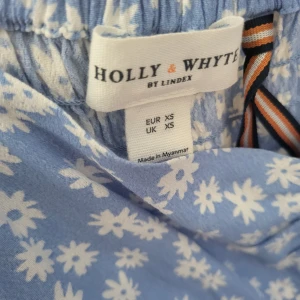 HOLLY & WHYTE
BY LINDEX
EUR XS
UK XS
Made in Myanmar